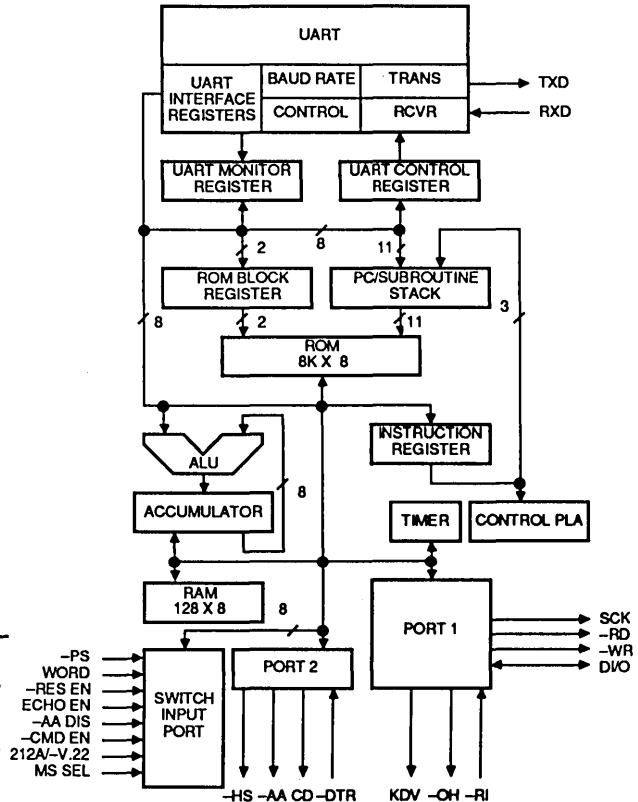 UART
UART
INTERFACE
REGISTERS
BAUD RATE
TRANS
CONTROL
RCVR
TXD
RXD
UART MONITOR
REGISTER
UART CONTROL
REGISTER
2
8
11
ROM BLOCK
REGISTER
PC/SUBROUTINE
STACK
3
8
2
11
ROM
8K X 8
ALU
INSTRUCTION
REGISTER
8
ACCUMULATOR
TIMER
CONTROL PLA
RAM
128 X 8
8
PORT 1
SCK
–RD
–WR
DI/O
–PS
WORD
–RES EN
ECHO EN
–AA DIS
–CMD EN
212A/–V.22
MS SEL
SWITCH
INPUT
PORT
PORT 2
–HS –AA CD –DTR
KDV –OH –RI